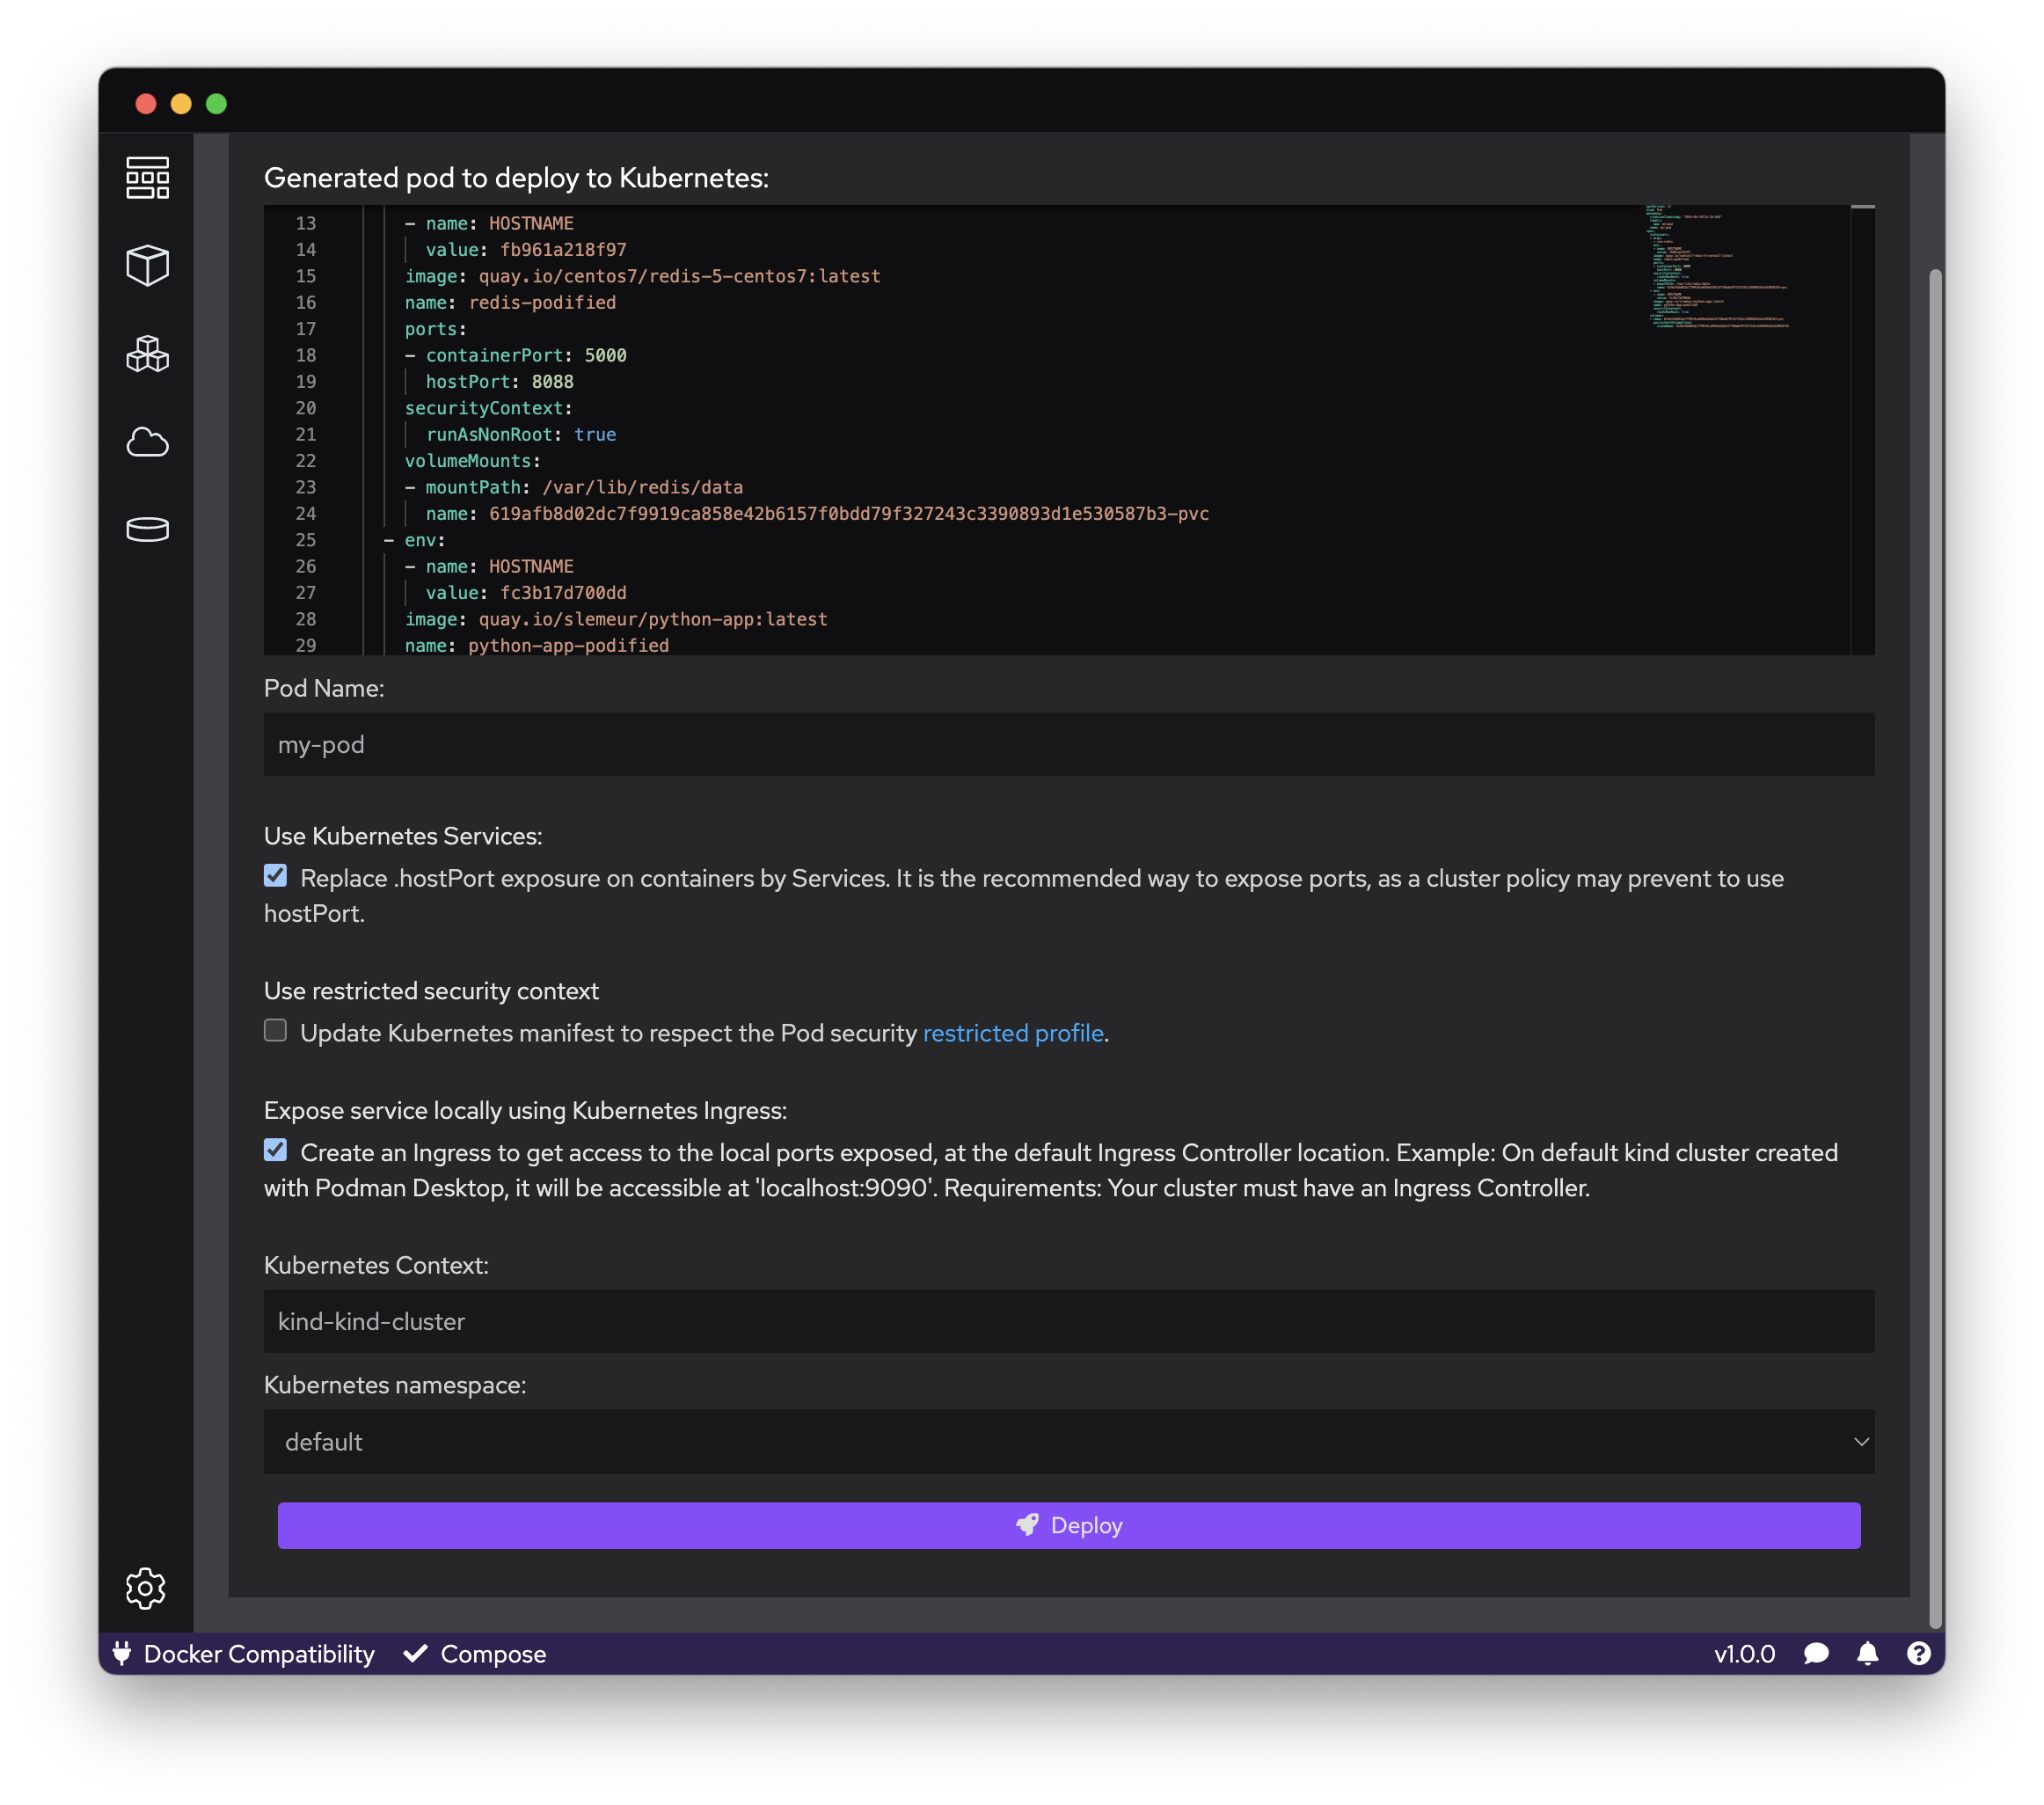 Generated pod to deploy to Kubernetes:
13 - name: HOSTNAME
14 value: fb961a218f97
15 image: quay.io/centos7/redis-5-centos7:latest
16 name: redis-podified
17 ports:
18 - containerPort: 5000
19 hostPort: 8088
20 securityContext:
21 runAsNonRoot: true
22 volumeMounts:
23 - mountPath: /var/lib/redis/data
24 name: 619afb8d02dc7f9919ca858e42b6157f0bdd79f327243c3390893d1e530587b3-pvc
25 - env:
26 - name: HOSTNAME
27 value: fc3b17d700dd
28 image: quay.io/slemeur/python-app:latest
29 name: python-app-podified
Pod Name:
my-pod
Use Kubernetes Services:
Replace .hostPort exposure on containers by Services. It is the recommended way to expose ports, as a cluster policy may prevent to use
hostPort.
Use restricted security context
Update Kubernetes manifest to respect the Pod security restricted profile.
Expose service locally using Kubernetes Ingress:
Create an Ingress to get access to the local ports exposed, at the default Ingress Controller location. Example: On default kind cluster created
with Podman Desktop, it will be accessible at 'localhost:9090'. Requirements: Your cluster must have an Ingress Controller.
Kubernetes Context:
kind-kind-cluster
Kubernetes namespace:
default
Deploy
Docker Compatibility Compose v1.0.0